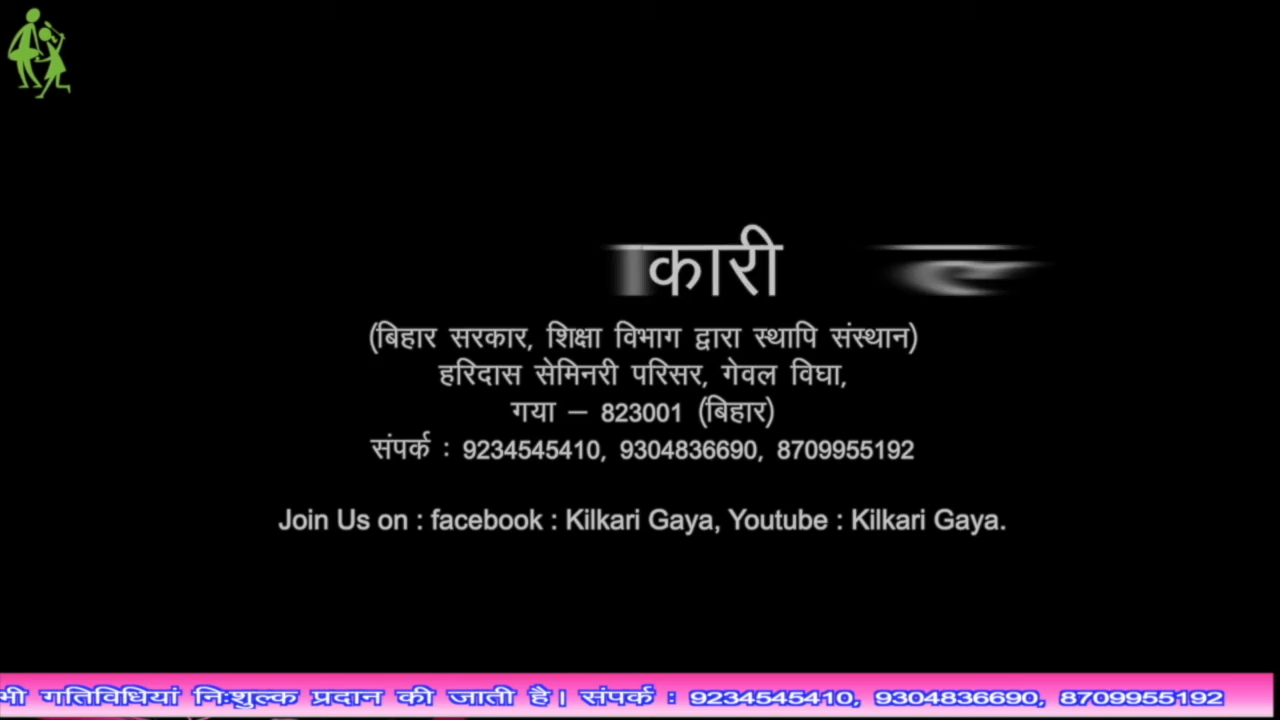 कारी
(बिहार सरकार, शिक्षा विभाग द्वारा स्थापि संस्थान)
हरिदास सेमिनरी परिसर, गेवल विघा,
गया – 823001 (बिहार)
संपर्क : 9234545410, 9304836690, 8709955192
Join Us on : facebook : Kilkari Gaya, Youtube : Kilkari Gaya.
भी गतिविधियां निःशुल्क प्रदान की जाती है। संपर्क : 9234545410, 9304836690, 8709955192